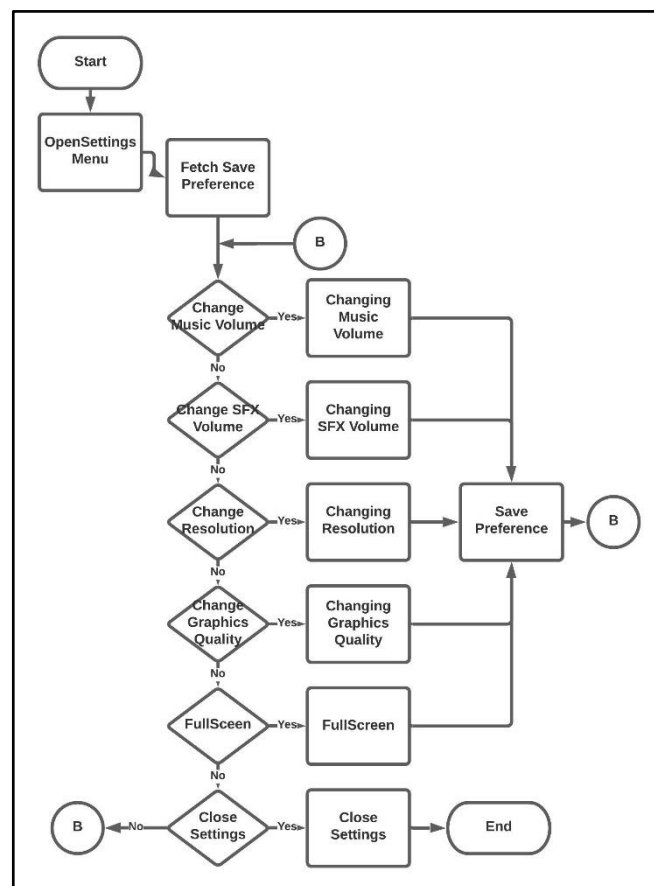 Start
OpenSettings
Menu
Fetch Save
Preference
B
Change
Music Volume
Yes
Changing
Music
Volume
No
Change SFX
Volume
Yes
Changing
SFX Volume
No
Change
Resolution
Yes
Changing
Resolution
Save
Preference
B
No
Change
Graphics
Quality
Yes
Changing
Graphics
Quality
No
FullSceen
Yes
FullScreen
No
B
No
Close
Settings
Yes
Close
Settings
End